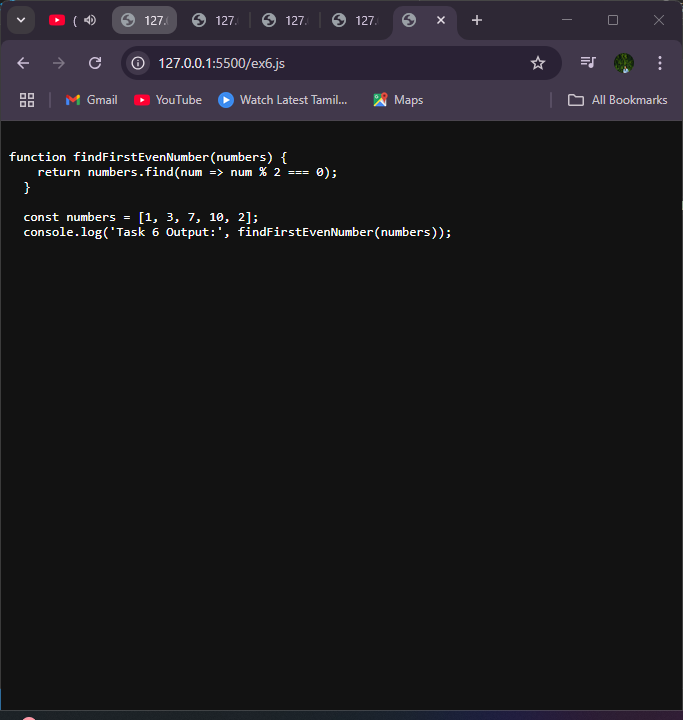 127.
127.
127.
127.
127.0.0.1:5500/ex6.js
Gmail
YouTube
Watch Latest Tamil...
Maps
All Bookmarks
function findFirstEvenNumber(numbers) {
    return numbers.find(num => num % 2 === 0);
  }
  const numbers = [1, 3, 7, 10, 2];
  console.log('Task 6 Output:', findFirstEvenNumber(numbers));